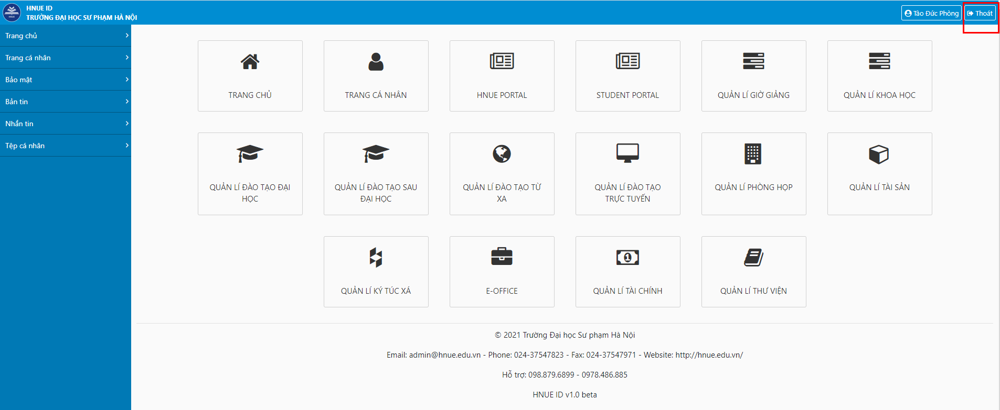 HNUE ID
TRƯỜNG ĐẠI HỌC SƯ PHẠM HÀ NỘI
Tào Đức Phòng
Thoát
Trang chủ
Trang cá nhân
Bảo mật
Bản tin
Nhắn tin
Tệp cá nhân
TRANG CHỦ
TRANG CÁ NHÂN
HNUE PORTAL
STUDENT PORTAL
QUẢN LÍ GIỜ GIẢNG
QUẢN LÍ KHOA HỌC
QUẢN LÍ ĐÀO TẠO ĐẠI
HỌC
QUẢN LÍ ĐÀO TẠO SAU
ĐẠI HỌC
QUẢN LÍ ĐÀO TẠO TỪ
XA
QUẢN LÍ ĐÀO TẠO
TRỰC TUYẾN
QUẢN LÍ PHÒNG HỌP
QUẢN LÍ TÀI SẢN
QUẢN LÍ KÝ TÚC XÁ
E-OFFICE
QUẢN LÍ TÀI CHÍNH
QUẢN LÍ THƯ VIỆN
© 2021 Trường Đại học Sư phạm Hà Nội
Email: admin@hnue.edu.vn - Phone: 024-37547823 - Fax: 024-37547971 - Website: http://hnue.edu.vn/
Hỗ trợ: 098.879.6899 - 0978.486.885
HNUE ID v1.0 beta